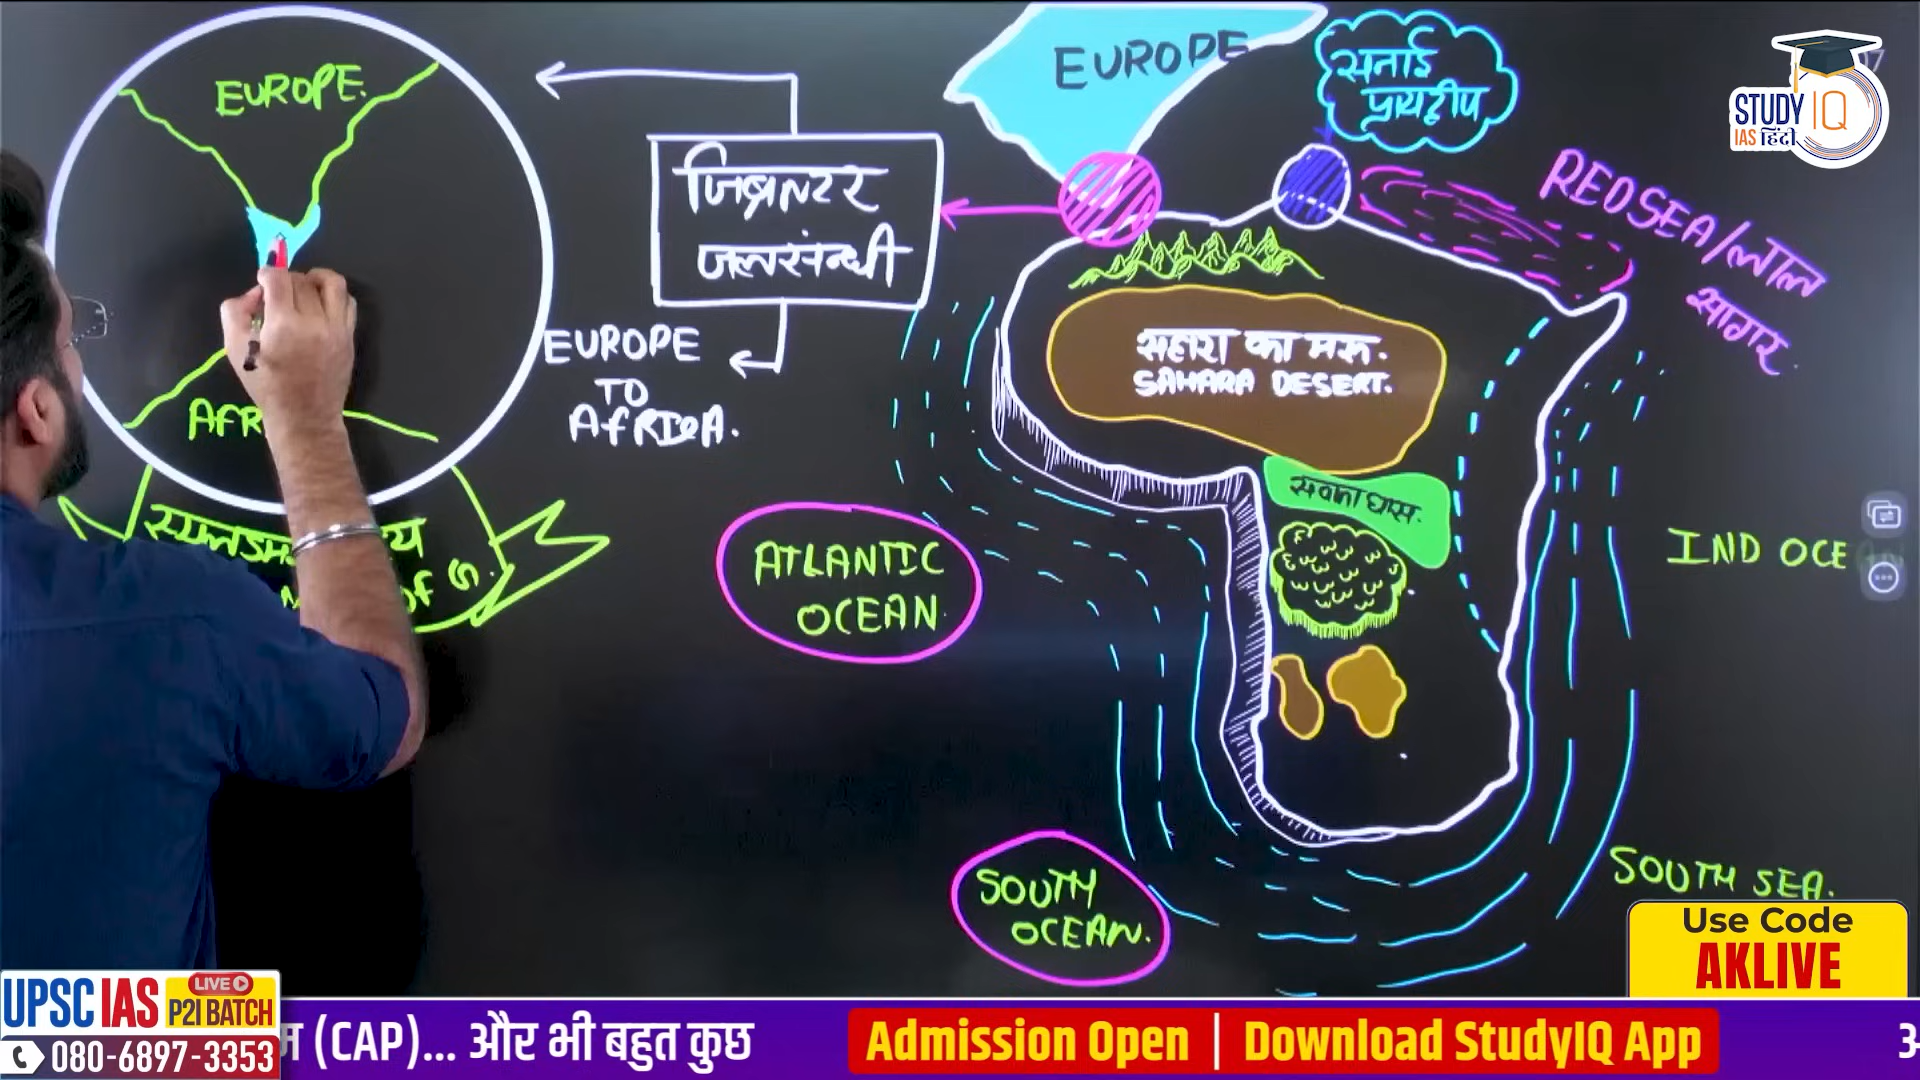 EUROPE.
AFR
जिब्राल्टर
जलसंन्धी
EUROPE
TO
AFRICA.
EUROPE
सनाई
प्रायद्वीप
STUDY IQ
IAS हिंदी
REDSEA/लाल
सागर.
सहारा का मरू.
SAHARA DESERT.
सवाना घास.
ATLANTIC
OCEAN.
IND OCE
SOUTH
OCEAN.
SOUTH SEA.
Use Code
AKLIVE
UPSC IAS
LIVE
P2I BATCH
080-6897-3353
(CAP)... और भी बहुत कुछ
Admission Open | Download StudyIQ App